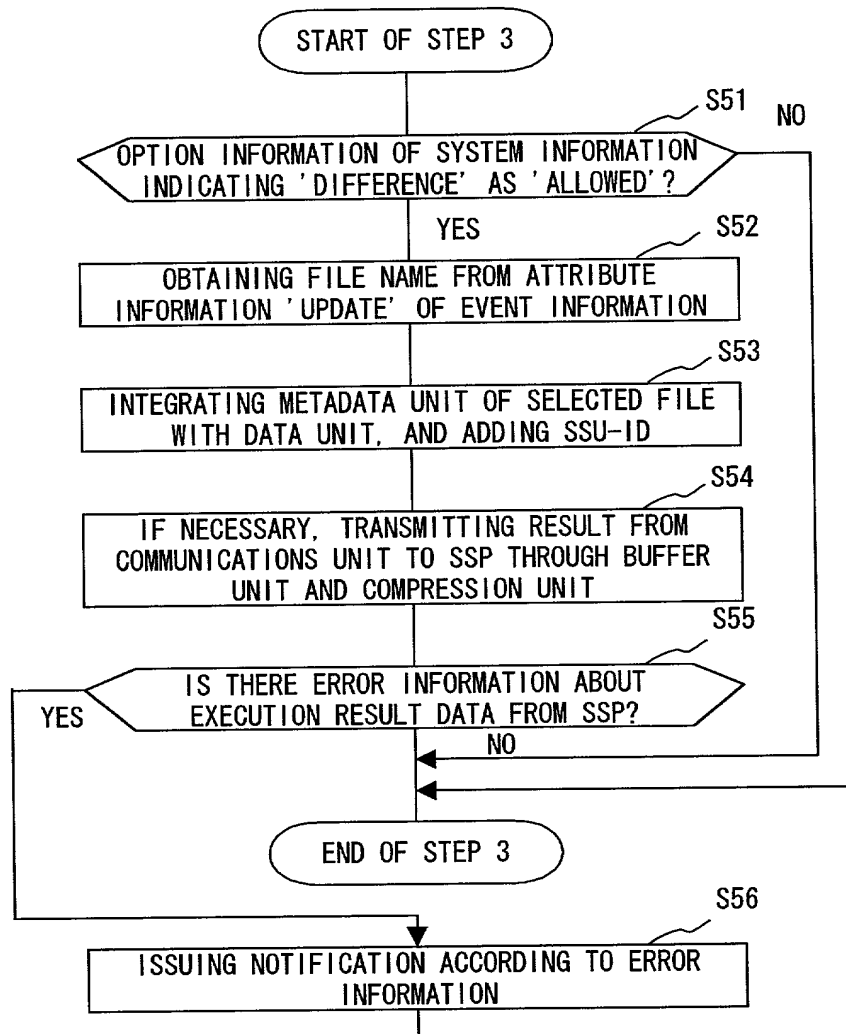 START OF STEP 3
S51
NO
OPTION INFORMATION OF SYSTEM INFORMATION
INDICATING 'DIFFERENCE' AS 'ALLOWED'?
YES
S52
OBTAINING FILE NAME FROM ATTRIBUTE
INFORMATION 'UPDATE' OF EVENT INFORMATION
S53
INTEGRATING METADATA UNIT OF SELECTED FILE
WITH DATA UNIT, AND ADDING SSU-ID
S54
IF NECESSARY, TRANSMITTING RESULT FROM
COMMUNICATIONS UNIT TO SSP THROUGH BUFFER
UNIT AND COMPRESSION UNIT
S55
IS THERE ERROR INFORMATION ABOUT
EXECUTION RESULT DATA FROM SSP?
YES
NO
END OF STEP 3
S56
ISSUING NOTIFICATION ACCORDING TO ERROR
INFORMATION